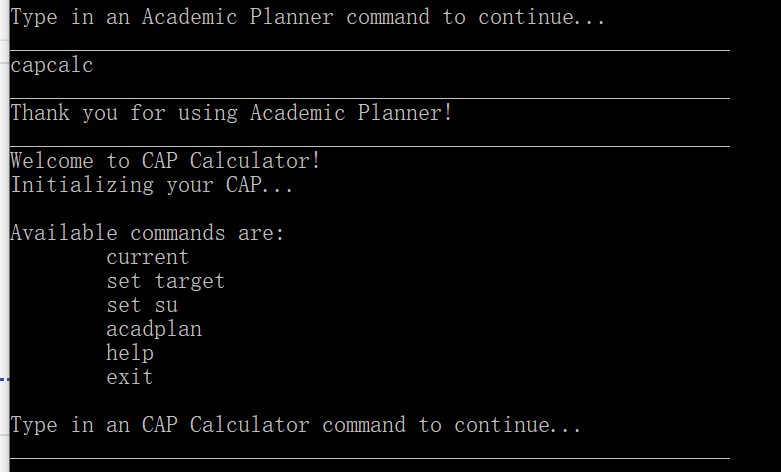 Type in an Academic Planner command to continue...
capcalc
Thank you for using Academic Planner!
Welcome to CAP Calculator!
Initializing your CAP...
Available commands are:
current
set target
set su
acadplan
help
exit
Type in an CAP Calculator command to continue...